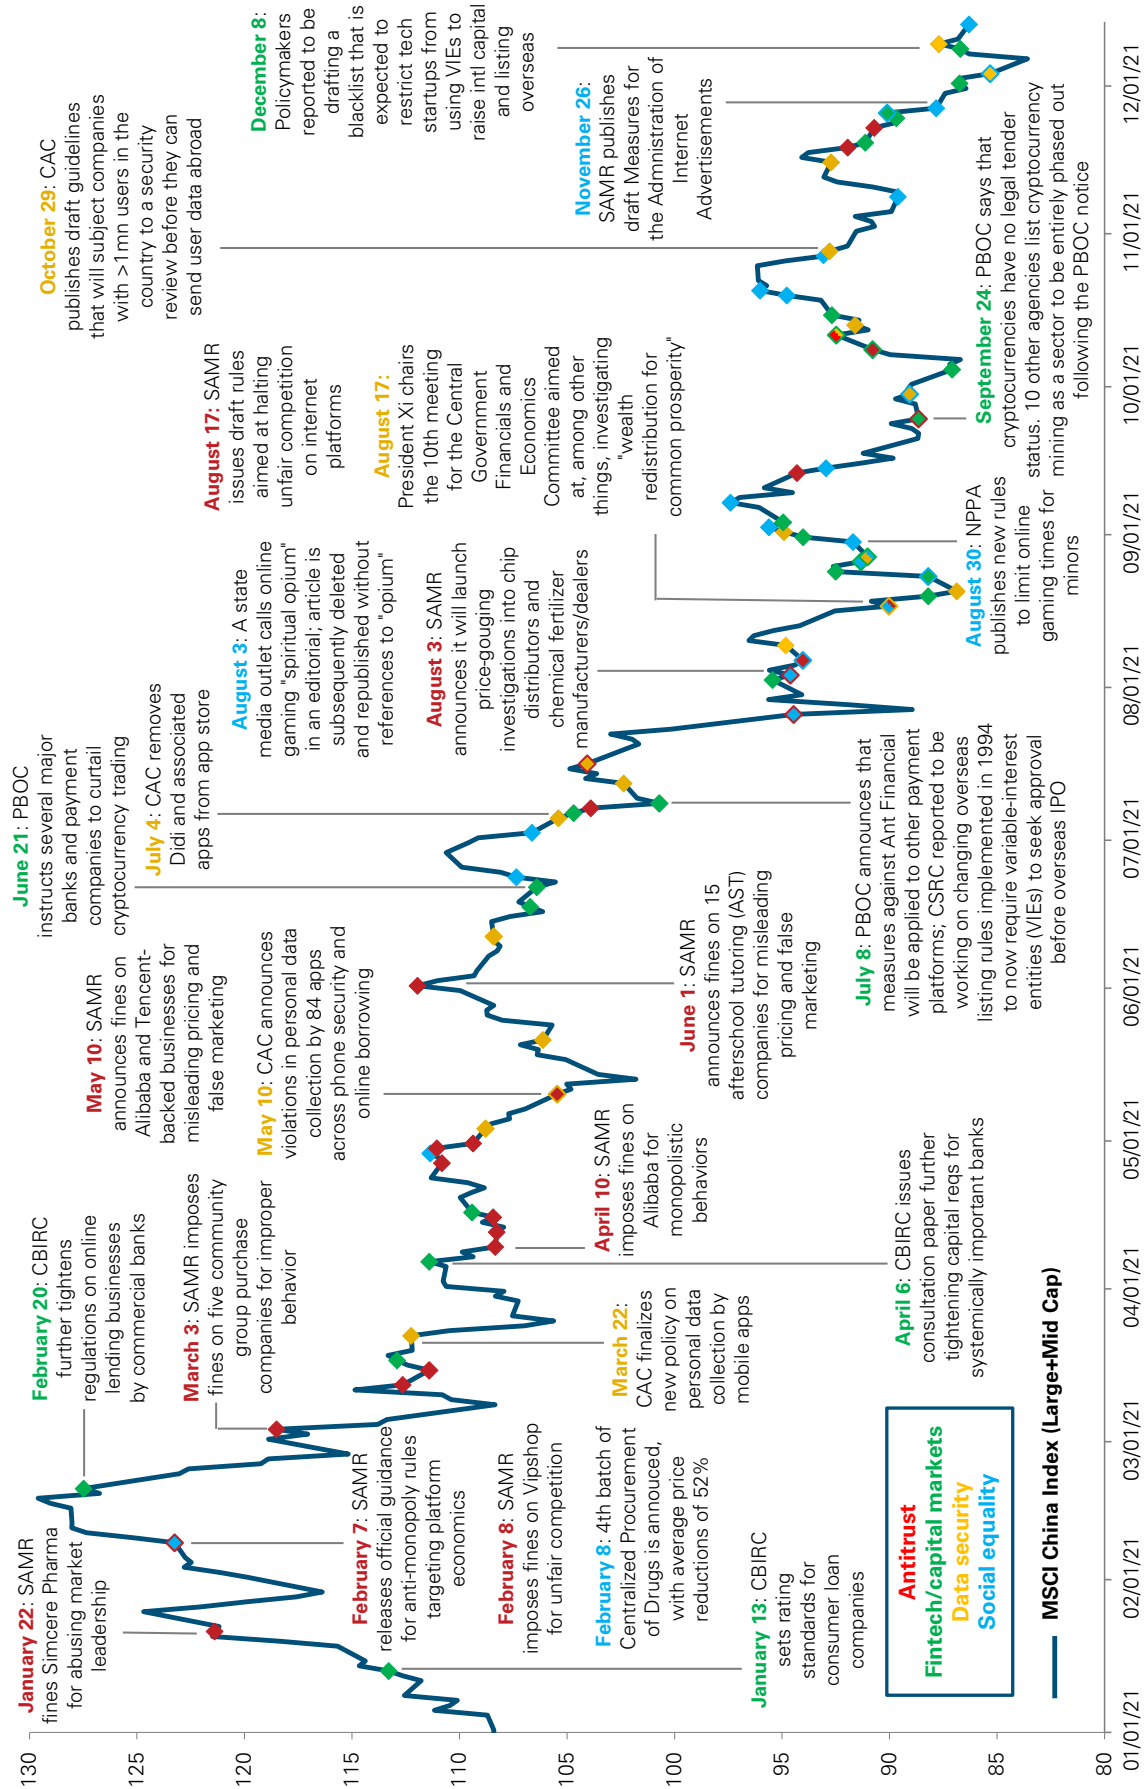 January 22: SAMR
fines Simcere Pharma
for abusing market
leadership
February 20: CBIRC
further tightens
regulations on online
lending businesses
by commercial banks
March 3: SAMR imposes
fines on five community
group purchase
companies for improper
behavior
February 7: SAMR
releases official guidance
for anti-monopoly rules
targeting platform
economics
February 8: SAMR
imposes fines on Vipshop
for unfair competition
February 8: 4th batch of
Centralized Procurement
of Drugs is annouced,
with average price
reductions of 52%
January 13: CBIRC
sets rating
standards for
consumer loan
companies
May 10: SAMR
announces fines on
Alibaba and Tencent-
backed businesses for
misleading pricing and
false marketing
May 10: CAC announces
violations in personal data
collection by 84 apps
across phone security and
online borrowing
March 22:
CAC finalizes
new policy on
personal data
collection by
mobile apps
April 10: SAMR
imposes fines on
Alibaba for
monopolistic
behaviors
April 6: CBIRC issues
consultation paper further
tightening capital reqs for
systemically important banks
June 21: PBOC
instructs several major
banks and payment
companies to curtail
cryptocurrency trading
July 4: CAC removes
Didi and associated
apps from app store
June 1: SAMR
announces fines on 15
afterschool tutoring (AST)
companies for misleading
pricing and false
marketing
July 8: PBOC announces that
measures against Ant Financial
will be applied to other payment
platforms; CSRC reported to be
working on changing overseas
listing rules implemented in 1994
to now require variable-interest
entities (VIEs) to seek approval
before overseas IPO
August 3: A state
media outlet calls online
gaming "spiritual opium"
in an editorial; article is
subsequently deleted
and republished without
references to "opium"
August 3: SAMR
announces it will launch
price-gouging
investigations into chip
distributors and
chemical fertilizer
manufacturers/dealers
August 17: SAMR
issues draft rules
aimed at halting
unfair competition
on internet
platforms
August 17:
President Xi chairs
the 10th meeting
for the Central
Government
Financials and
Economics
Committee aimed
at, among other
things, investigating
"wealth
redistribution for
common prosperity"
August 30: NPPA
publishes new rules
to limit online
gaming times for
minors
October 29: CAC
publishes draft guidelines
that will subject companies
with >1mn users in the
country to a security
review before they can
send user data abroad
September 24: PBOC says that
cryptocurrencies have no legal tender
status. 10 other agencies list cryptocurrency
mining as a sector to be entirely phased out
following the PBOC notice
December 8:
Policymakers
reported to be
drafting a
blacklist that is
expected to
restrict tech
startups from
using VIEs to
raise intl capital
and listing
overseas
November 26:
SAMR publishes
draft Measures for
the Admnistration of
Internet
Advertisements
Antitrust
Fintech/capital markets
Data security
Social equality
MSCI China Index (Large+Mid Cap)
130
125
120
115
110
105
100
95
90
85
80
01/01/21
02/01/21
03/01/21
04/01/21
05/01/21
06/01/21
07/01/21
08/01/21
09/01/21
10/01/21
11/01/21
12/01/21